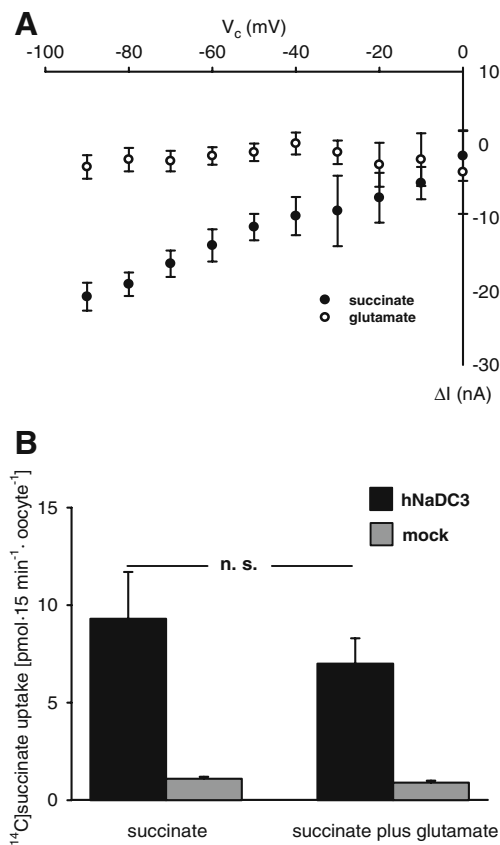 A
V_c (mV)
-100 -80 -60 -40 -20 0
10
0
-10
-20
-30
succinate
glutamate
ΔI (nA)
B
hNaDC3
mock
15
n. s.
10
5
0
¹⁴C]succinate uptake [pmol·15 min⁻¹· oocyte⁻¹]
succinate succinate plus glutamate